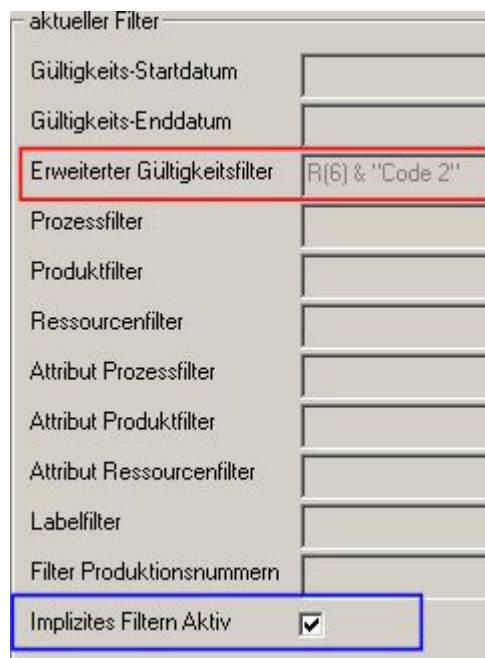 aktueller Filter
Gültigkeits-Startdatum
Gültigkeits-Enddatum
Erweiterter Gültigkeitsfilter R(6) & "Code 2"
Prozessfilter
Produktfilter
Ressourcenfilter
Attribut Prozessfilter
Attribut Produktfilter
Attribut Ressourcenfilter
Labelfilter
Filter Produktionsnummern
Implizites Filtern Aktiv